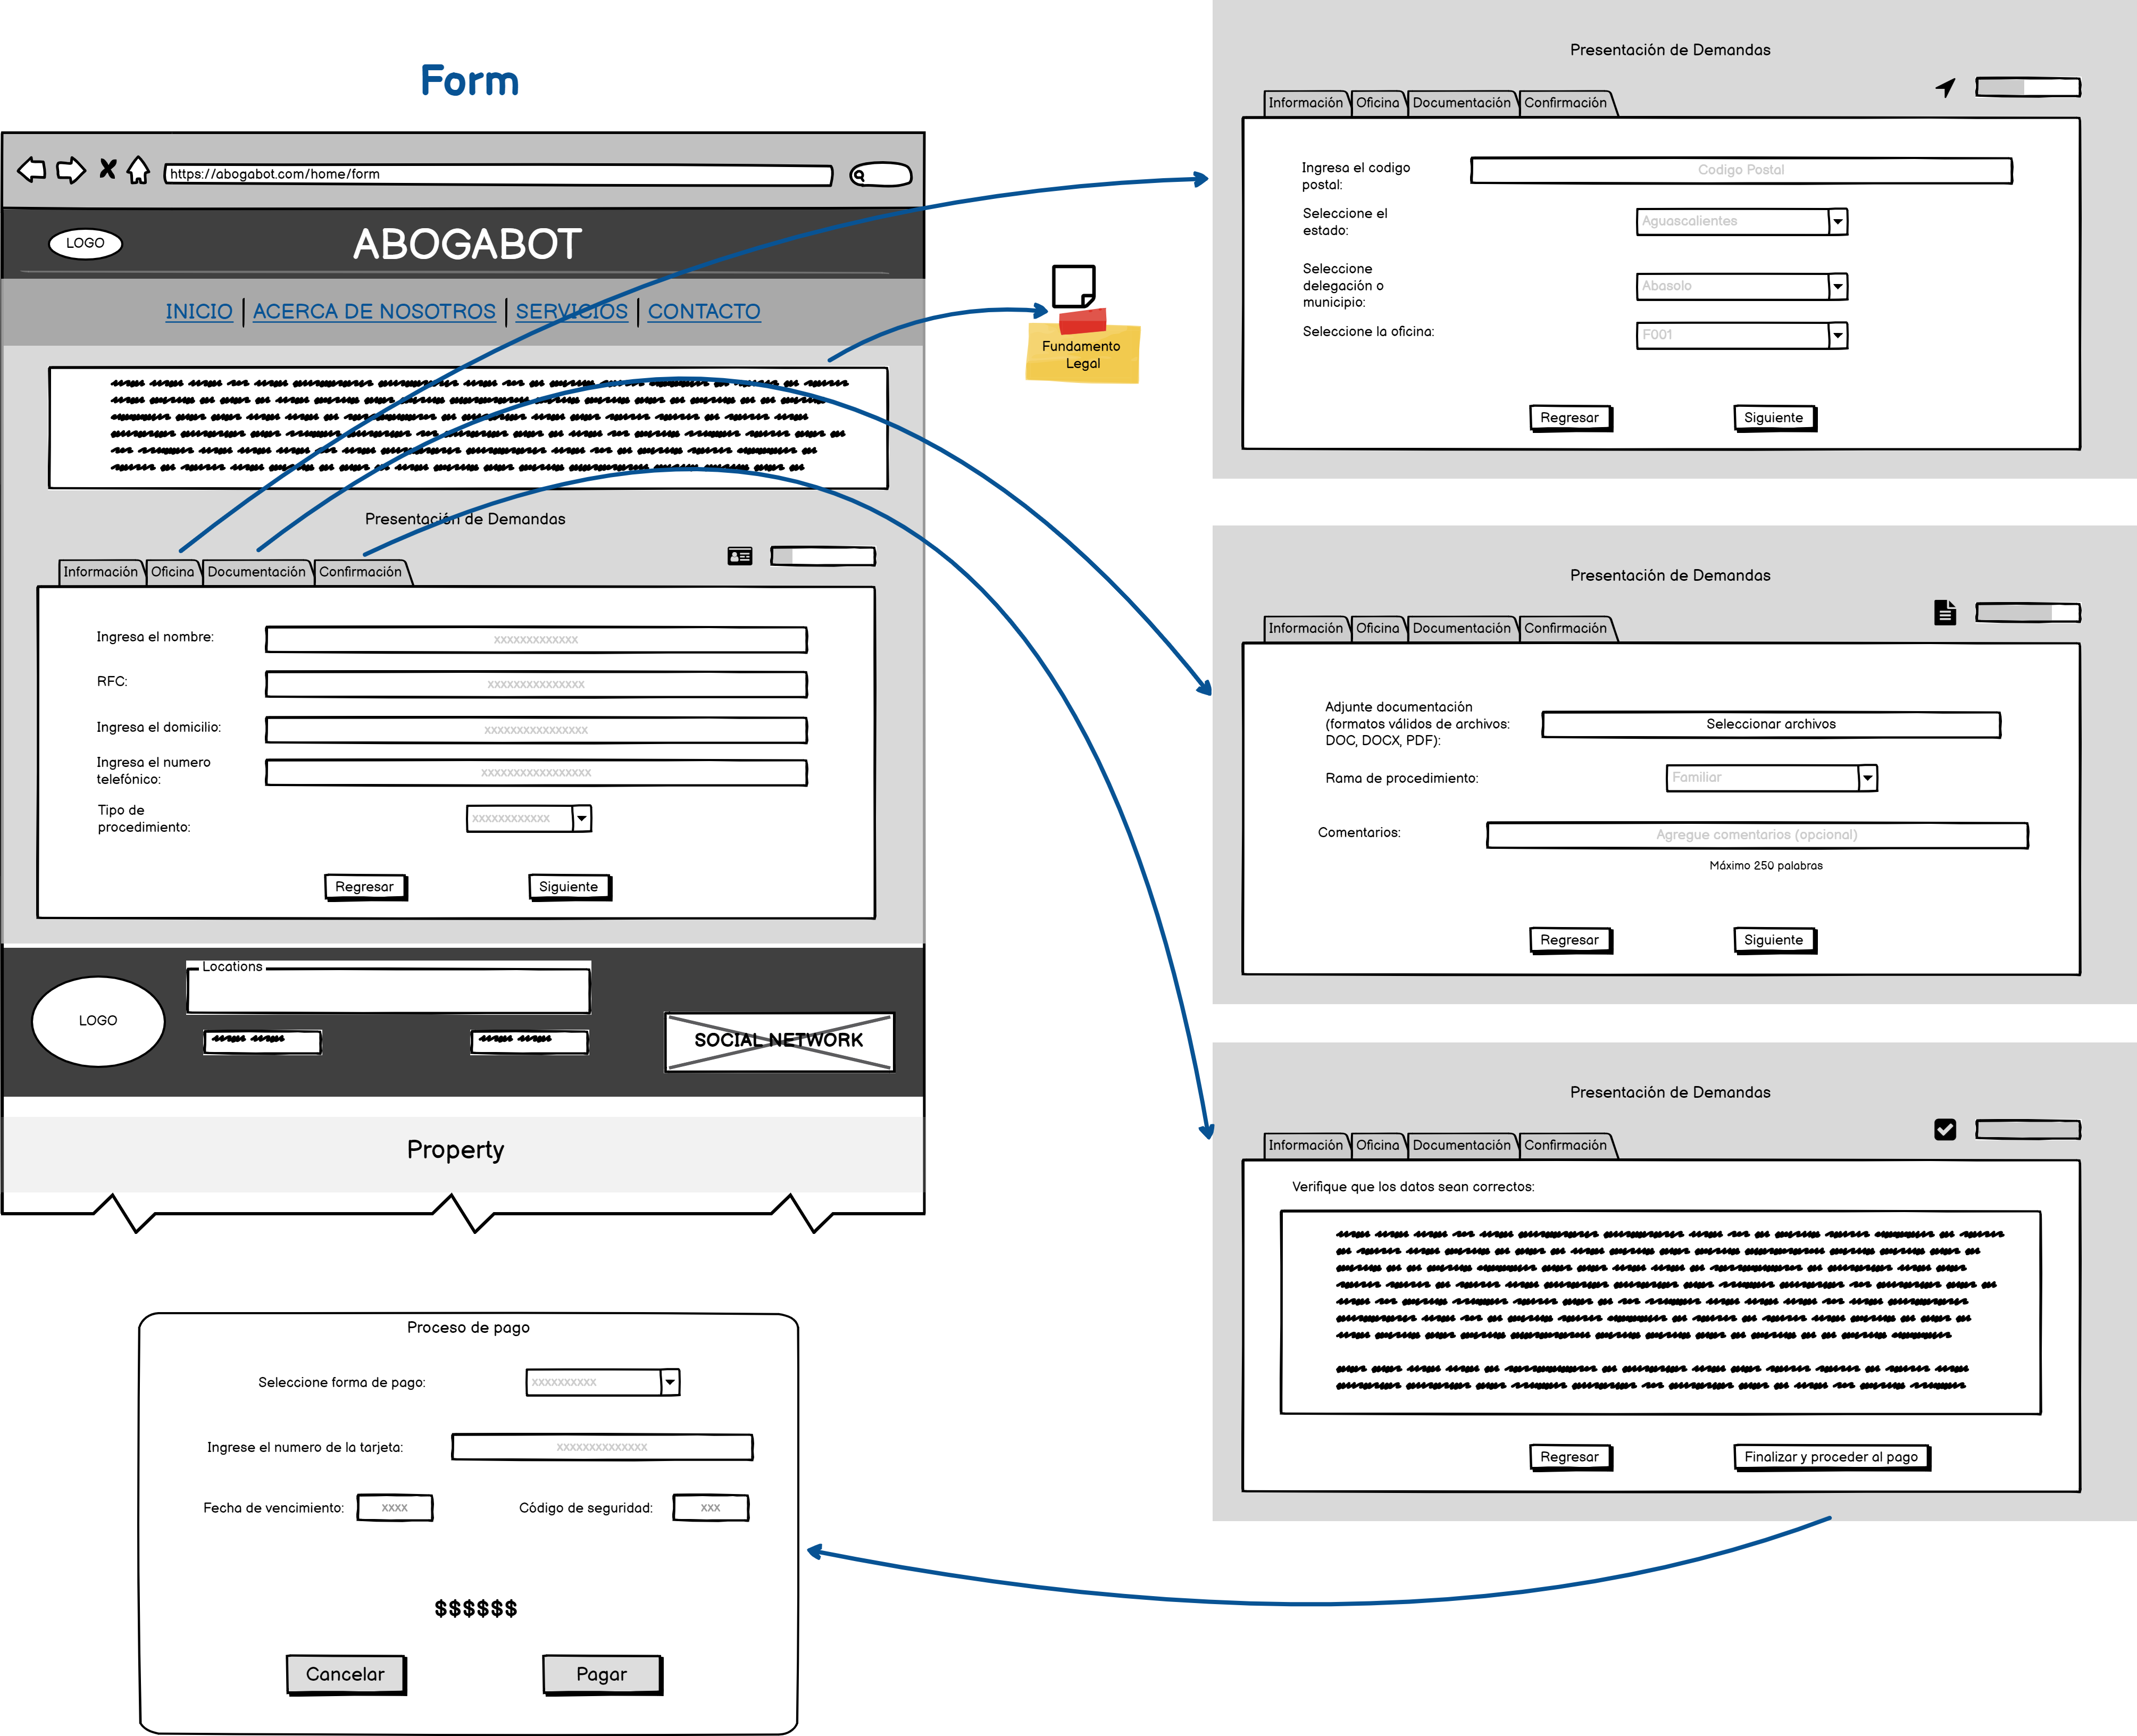 Form
https://abogabot.com/home/form
LOGO
ABOGABOT
INICIO | ACERCA DE NOSOTROS | SERVICIOS | CONTACTO
Fundamento
Legal
Presentación de Demandas
Información Oficina Documentación Confirmación
Ingresa el nombre:
xxxxxxxxxxxxx
RFC:
xxxxxxxxxxxxxxx
Ingresa el domicilio:
xxxxxxxxxxxxxxxx
Ingresa el numero
telefónico:
xxxxxxxxxxxxxxxxx
Tipo de
procedimiento:
xxxxxxxxxxxx
Regresar
Siguiente
Locations
LOGO
SOCIAL NETWORK
Property
Presentación de Demandas
Información Oficina Documentación Confirmación
Ingresa el codigo
postal:
Codigo Postal
Seleccione el
estado:
Aguascalientes
Seleccione
delegación o
municipio:
Abasolo
Seleccione la oficina:
F001
Regresar
Siguiente
Presentación de Demandas
Información Oficina Documentación Confirmación
Adjunte documentación
(formatos válidos de archivos:
DOC, DOCX, PDF):
Seleccionar archivos
Rama de procedimiento:
Familiar
Comentarios:
Agregue comentarios (opcional)
Máximo 250 palabras
Regresar
Siguiente
Presentación de Demandas
Información Oficina Documentación Confirmación
Verifique que los datos sean correctos:
Regresar
Finalizar y proceder al pago
Proceso de pago
Seleccione forma de pago:
xxxxxxxxxx
Ingrese el numero de la tarjeta:
xxxxxxxxxxxxxx
Fecha de vencimiento:
xxxx
Código de seguridad:
xxx
$$$$$$
Cancelar
Pagar